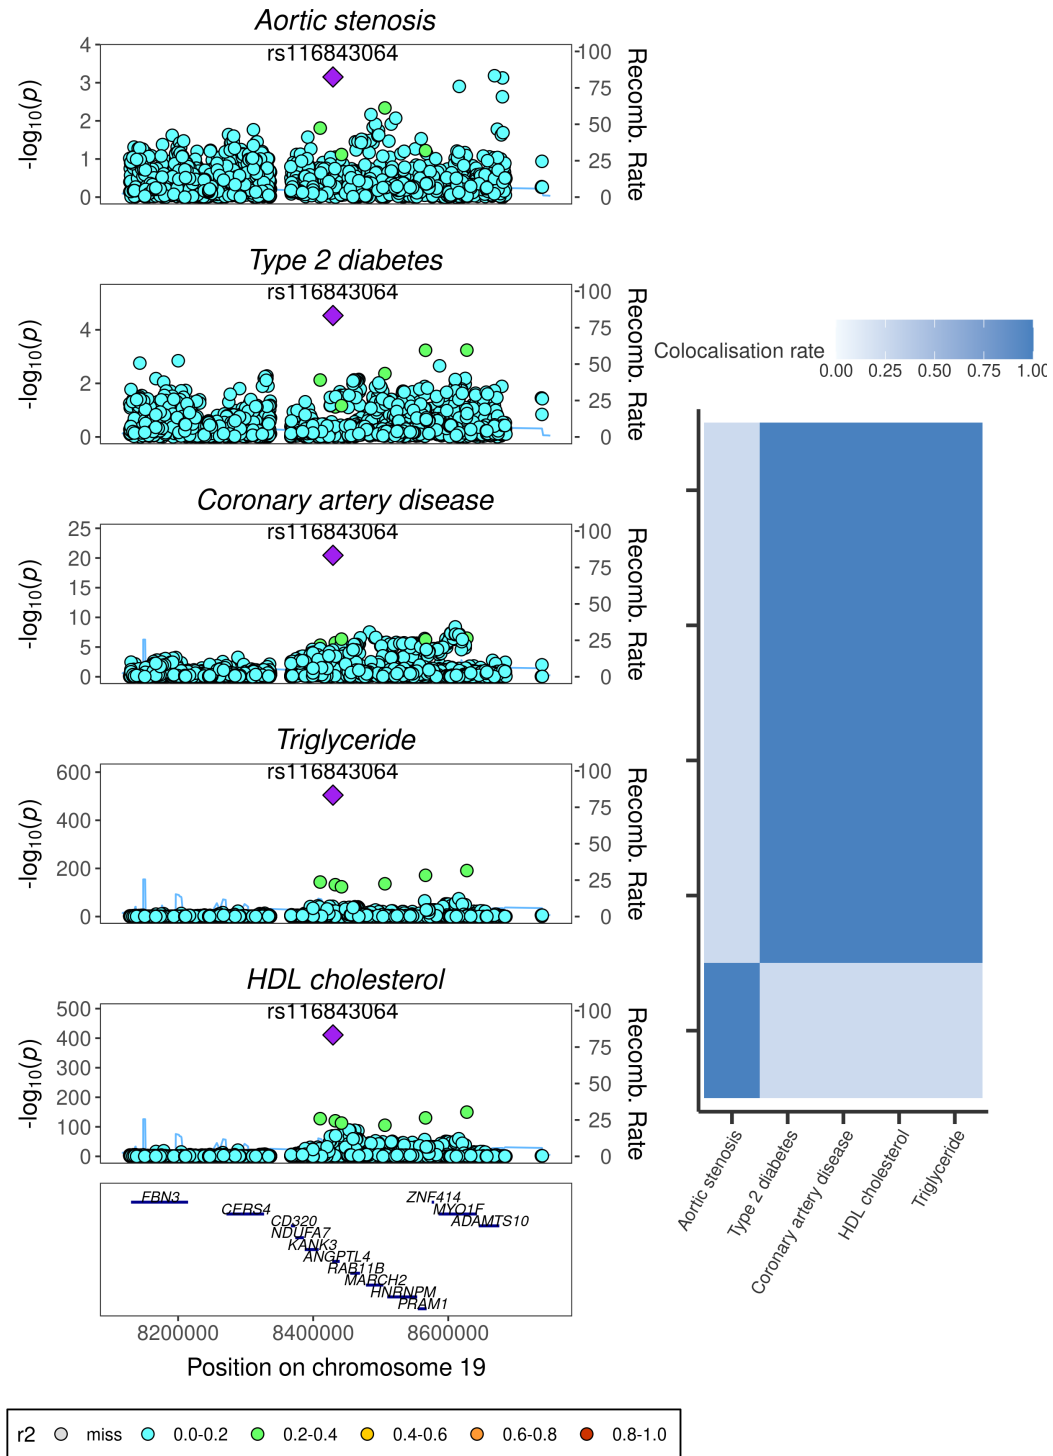 Aortic stenosis
rs116843064
-log10(p)
4
3
2
1
0
100
75
50
25
0
Recomb. Rate
Type 2 diabetes
rs116843064
-log10(p)
4
2
0
100
75
50
25
0
Recomb. Rate
Coronary artery disease
rs116843064
-log10(p)
25
20
15
10
5
0
100
75
50
25
0
Recomb. Rate
Triglyceride
rs116843064
-log10(p)
600
400
200
0
100
75
50
25
0
Recomb. Rate
HDL cholesterol
rs116843064
-log10(p)
500
400
300
200
100
0
100
75
50
25
0
Recomb. Rate
FBN3
ZNF414
CERS4
MYO1F
CD320
ADAMTS10
NDUFA7
KANK3
ANGPTL4
RAB11B
MARCH2
HNRNPM
PRAM1
8200000 8400000 8600000
Position on chromosome 19
r2 miss 0.0-0.2 0.2-0.4 0.4-0.6 0.6-0.8 0.8-1.0
Colocalisation rate
0.00 0.25 0.50 0.75 1.00
Aortic stenosis
Type 2 diabetes
Coronary artery disease
HDL cholesterol
Triglyceride